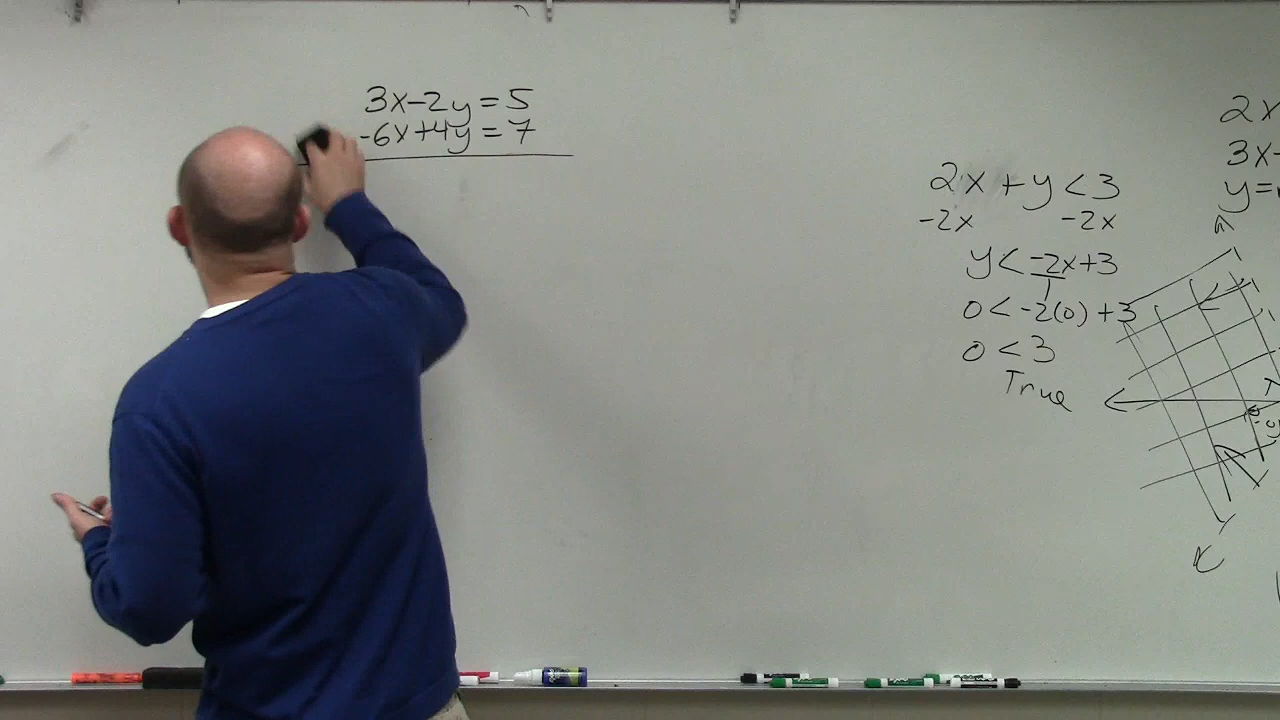 3x-2y=5
-6x+4y=7
2x+y<3
-2x -2x
y<-2x+3
1
0<-2(0)+3
0<3
True
2x
3x-
y=